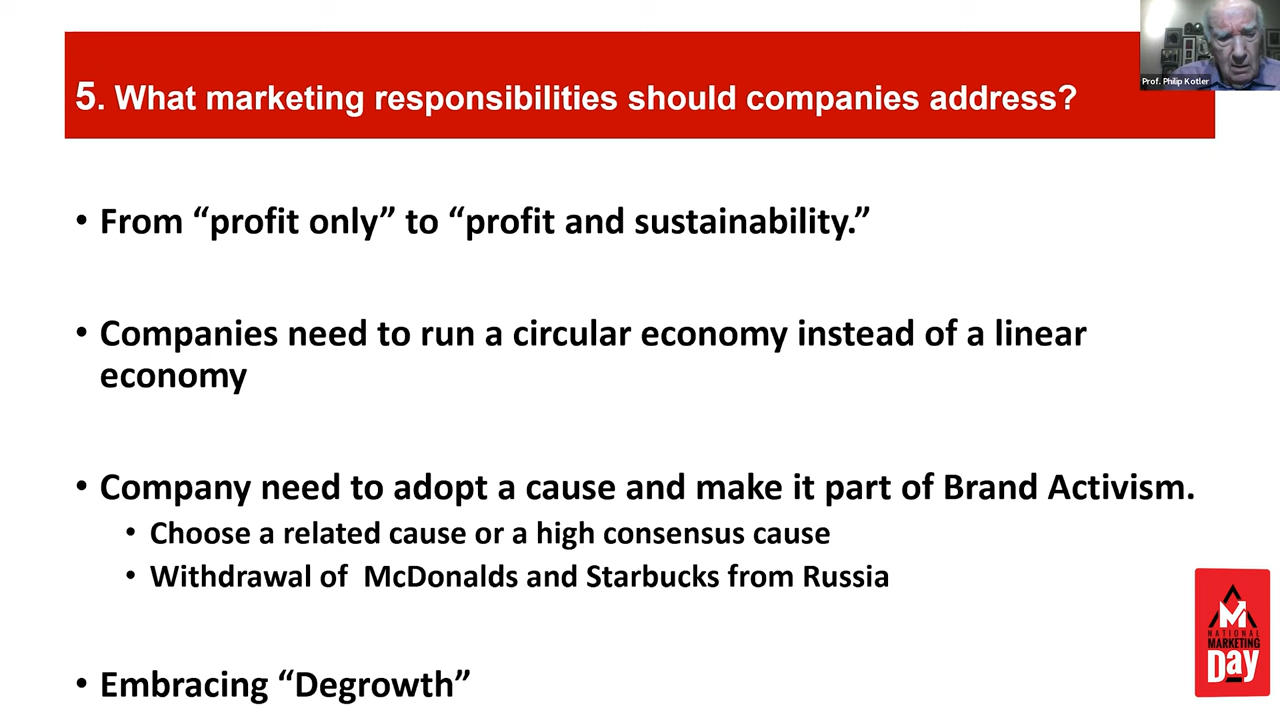 5. What marketing responsibilities should companies address?
Prof. Philip Kotler
• From “profit only” to “profit and sustainability.”
• Companies need to run a circular economy instead of a linear
economy
• Company need to adopt a cause and make it part of Brand Activism.
• Choose a related cause or a high consensus cause
• Withdrawal of McDonalds and Starbucks from Russia
• Embracing “Degrowth”
M
NATIONAL
MARKETING
Day